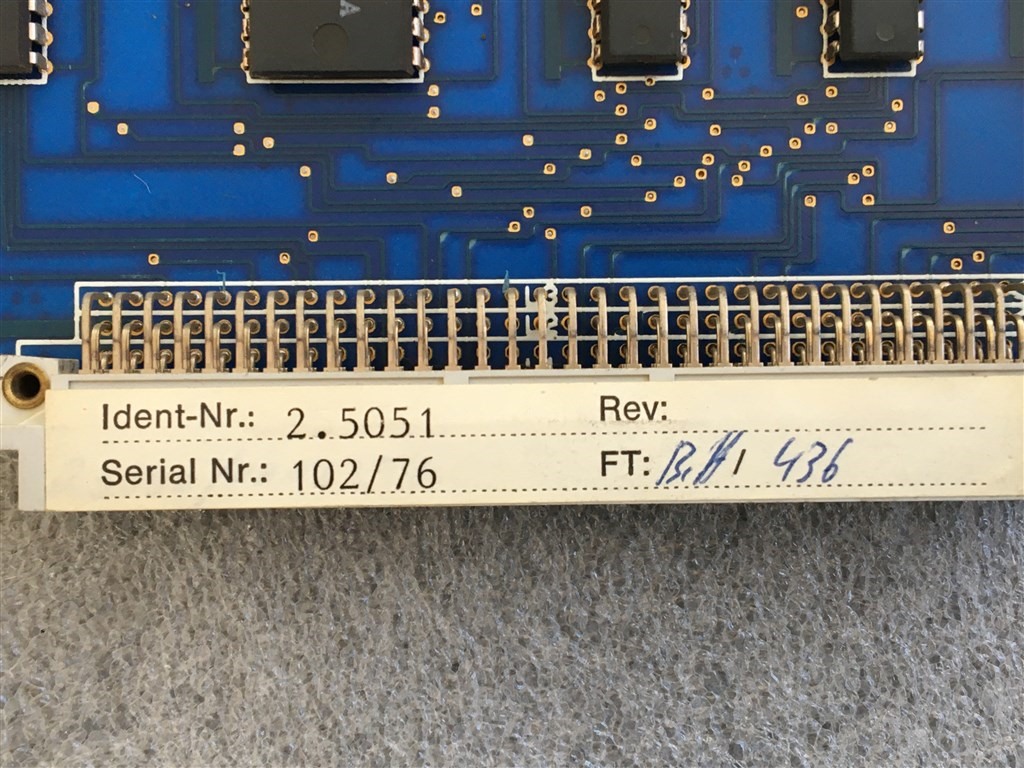 A
Ident-Nr.: 2.5051 Rev:
Serial Nr.: 102/76 FT: / 436